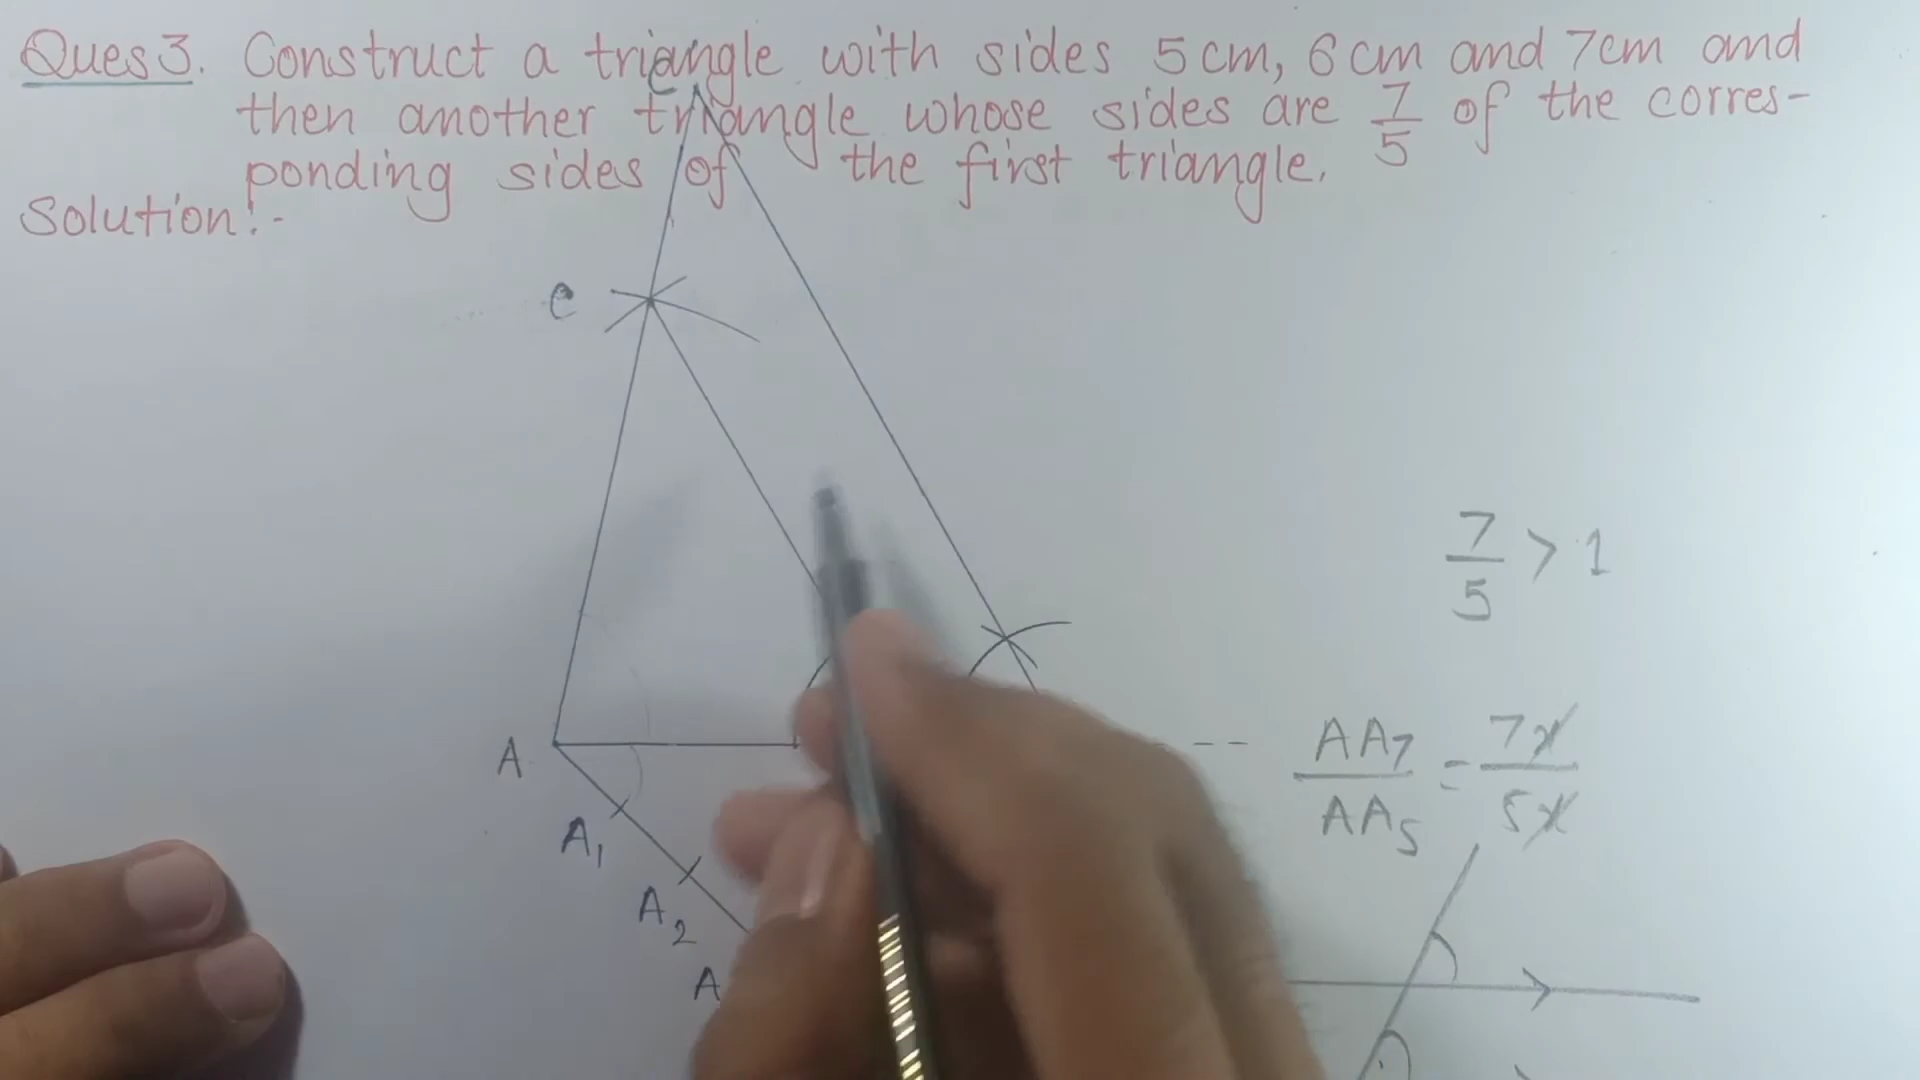 Ques 3. Construct a triangle with sides 5 cm, 6 cm and 7 cm and
then another triangle whose sides are 7/5 of the corres-
ponding sides of the first triangle.
Solution:-
C
7/5 > 1
A
AA7/AA5 = 7x/5x
A1
A2
A